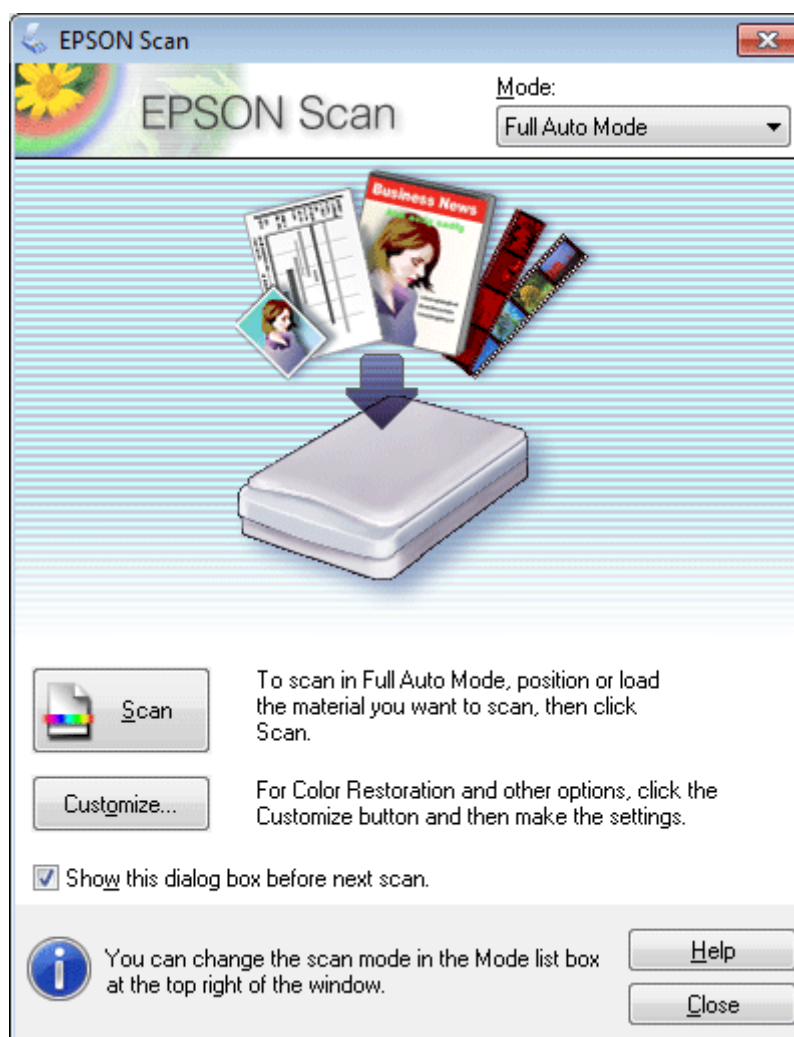 EPSON Scan
EPSON Scan
Mode:
Full Auto Mode
Business News
Scan
To scan in Full Auto Mode, position or load
the material you want to scan, then click
Scan.
Customize...
For Color Restoration and other options, click the
Customize button and then make the settings.
Show this dialog box before next scan.
You can change the scan mode in the Mode list box
at the top right of the window.
Help
Close